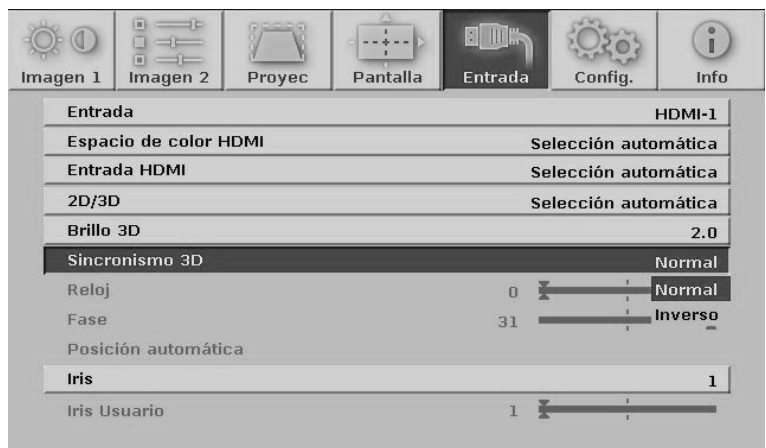 Imagen 1 Imagen 2 Proyec Pantalla Entrada Config. Info
Entrada HDMI-1
Espacio de color HDMI Selección automática
Entrada HDMI Selección automática
2D/3D Selección automática
Brillo 3D 2.0
Sincronismo 3D Normal
Reloj 0 Normal
Fase 31 Inverso
Posición automática
Iris 1
Iris Usuario 1